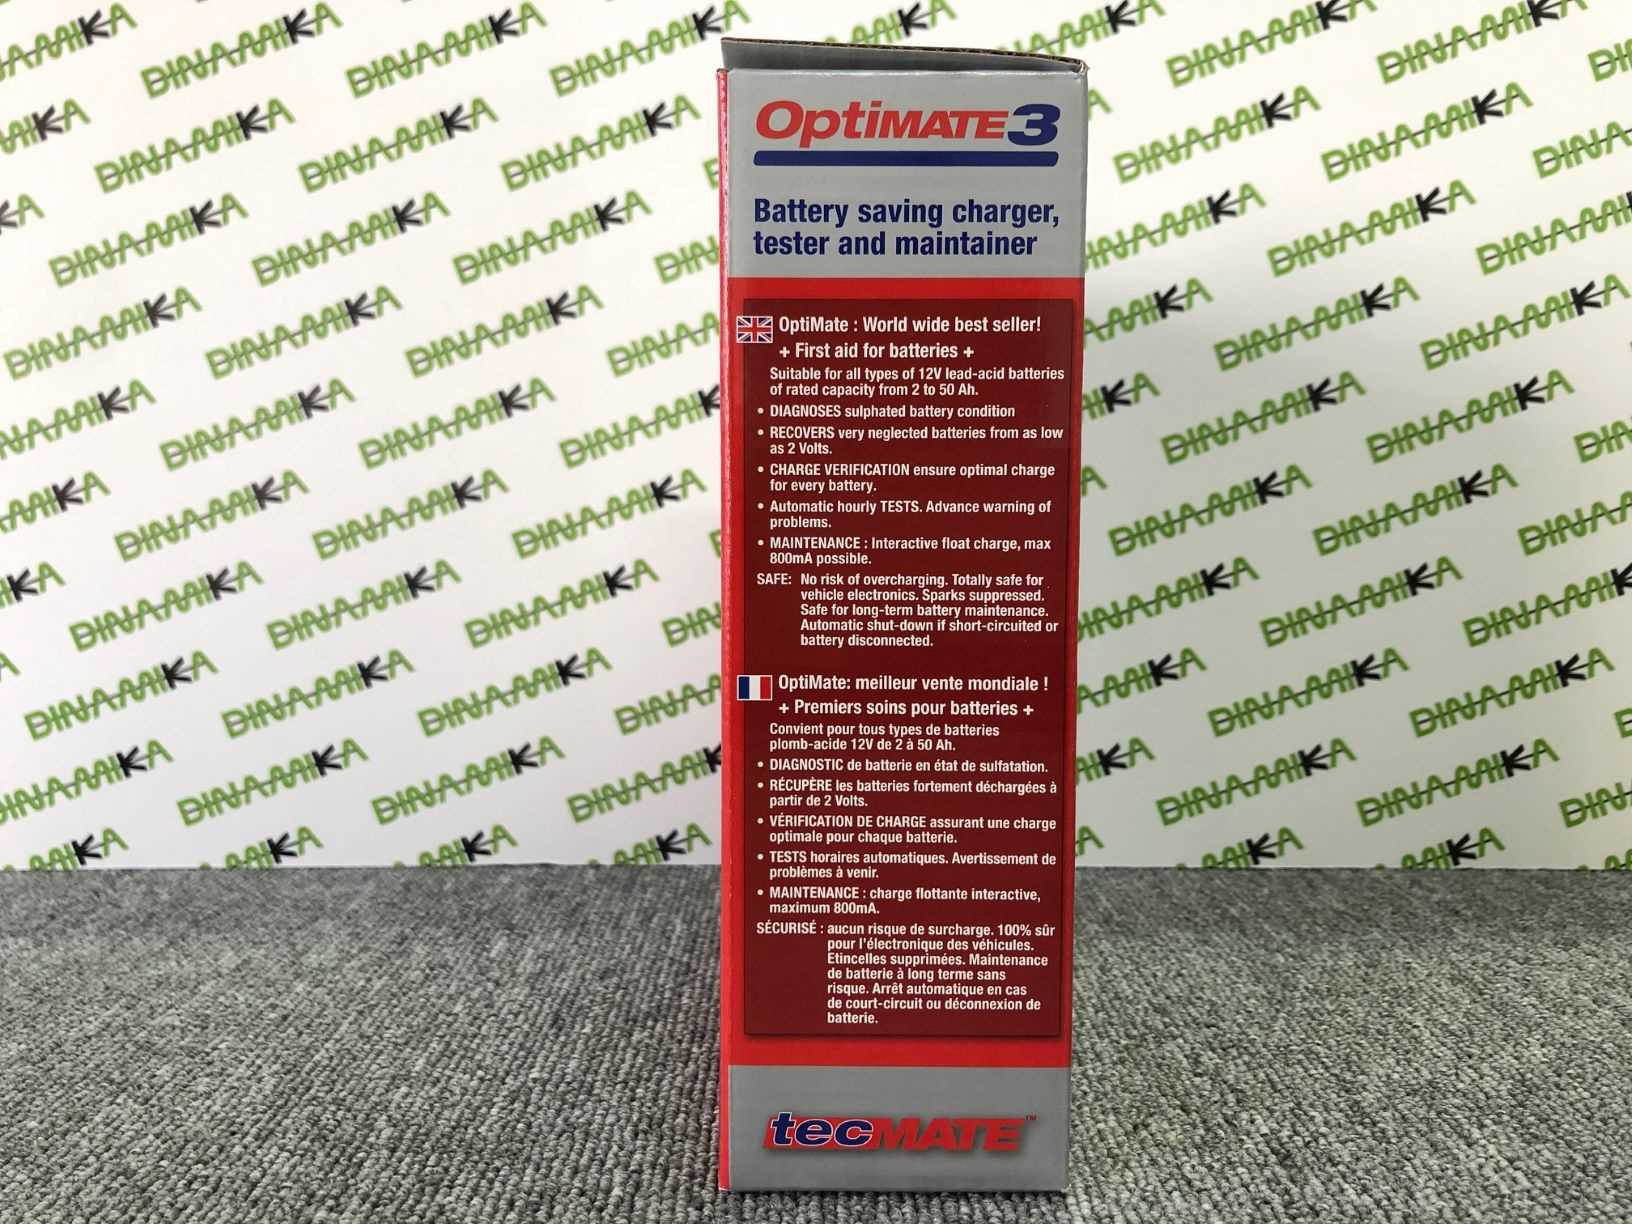 OptiMATE3
Battery saving charger,
tester and maintainer
OptiMate : World wide best seller!
+ First aid for batteries +
Suitable for all types of 12V lead-acid batteries
of rated capacity from 2 to 50 Ah.
• DIAGNOSES sulphated battery condition
• RECOVERS very neglected batteries from as low
as 2 Volts.
• CHARGE VERIFICATION ensure optimal charge
for every battery.
• Automatic hourly TESTS. Advance warning of
problems.
• MAINTENANCE : Interactive float charge, max
800mA possible.
SAFE: No risk of overcharging. Totally safe for
vehicle electronics. Sparks suppressed.
Safe for long-term battery maintenance.
Automatic shut-down if short-circuited or
battery disconnected.
OptiMate: meilleur vente mondiale !
+ Premiers soins pour batteries +
Convient pour tous types de batteries
plomb-acide 12V de 2 à 50 Ah.
• DIAGNOSTIC de batterie en état de sulfatation.
• RÉCUPÈRE les batteries fortement déchargées à
partir de 2 Volts.
• VÉRIFICATION DE CHARGE assurant une charge
optimale pour chaque batterie.
• TESTS horaires automatiques. Avertissement de
problèmes à venir.
• MAINTENANCE : charge flottante interactive,
maximum 800mA.
SÉCURISÉ : aucun risque de surcharge. 100% sûr
pour l'électronique des véhicules.
Etincelles supprimées. Maintenance
de batterie à long terme sans
risque. Arrêt automatique en cas
de court-circuit ou déconnexion de
batterie.
tecMATE™
DINAMIKA